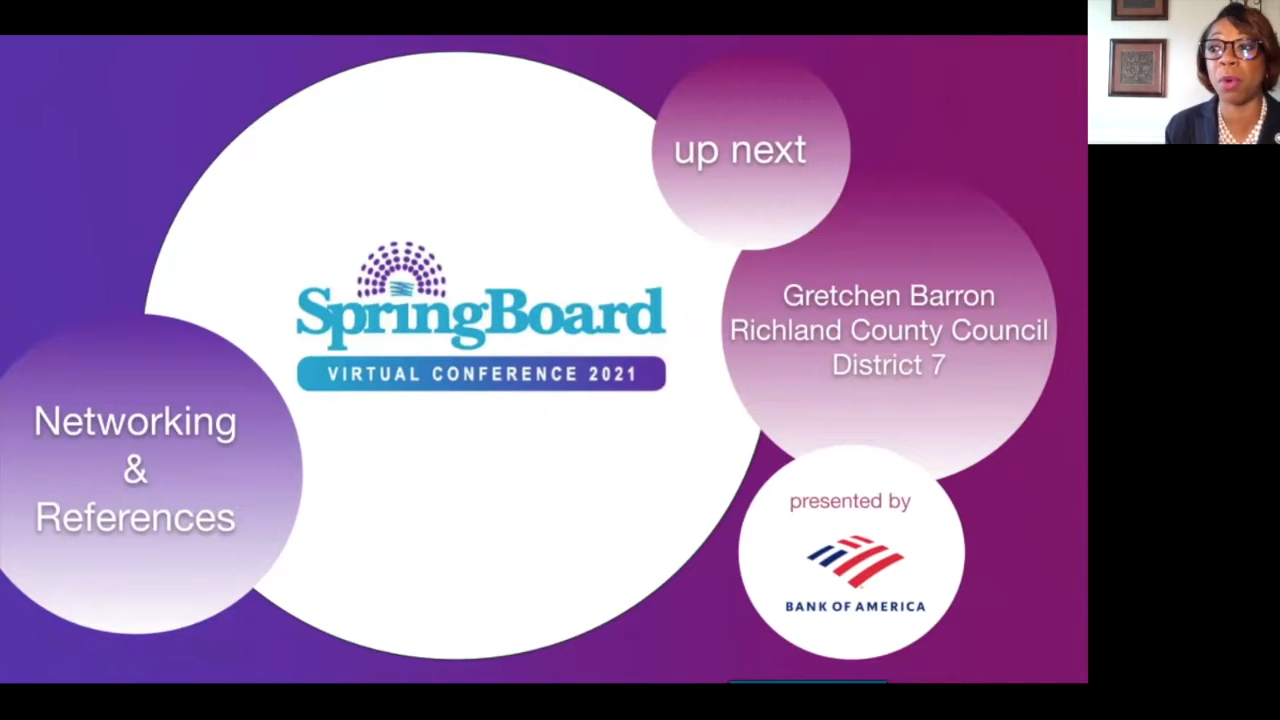 up next
Gretchen Barron
Richland County Council
District 7
SpringBoard
VIRTUAL CONFERENCE 2021
Networking
&
References
presented by
BANK OF AMERICA